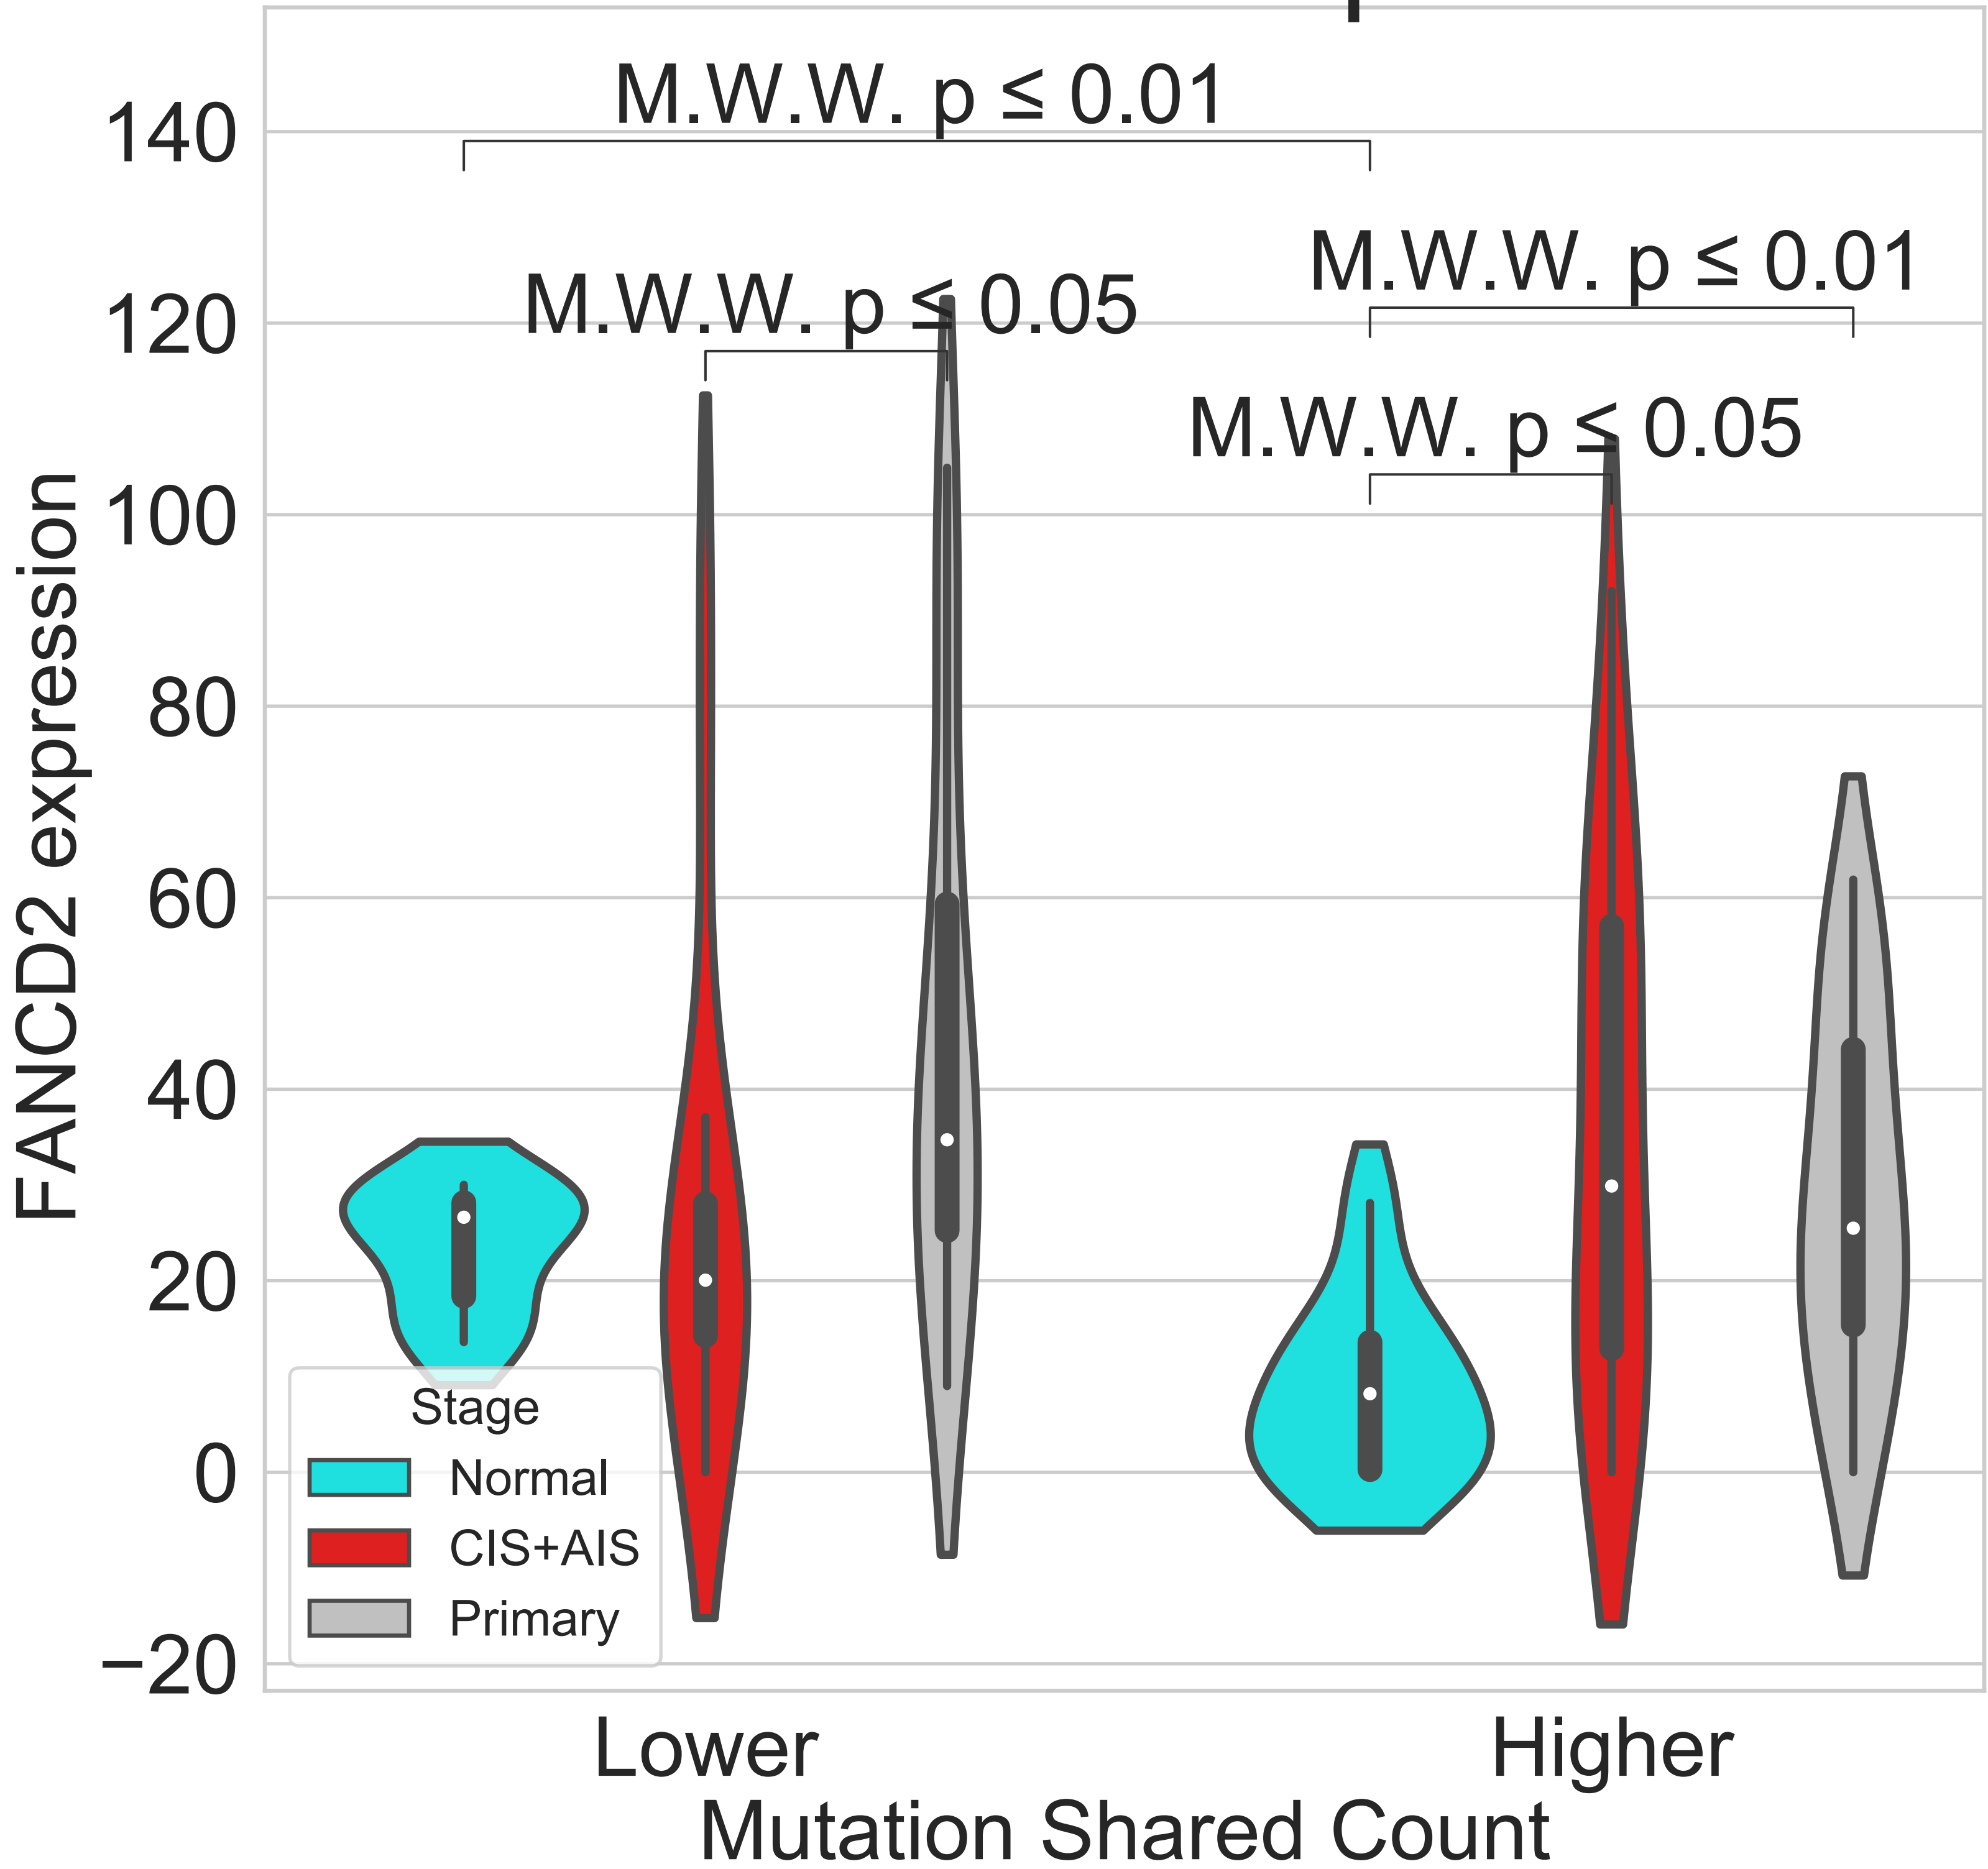 M.W.W. p ≤ 0.01
140
M.W.W. p ≤ 0.01
M.W.W. p ≤ 0.05
120
M.W.W. p ≤ 0.05
100
80
60
40
20
0
−20
FANCD2 expression
Stage
Normal
CIS+AIS
Primary
Lower
Higher
Mutation Shared Count